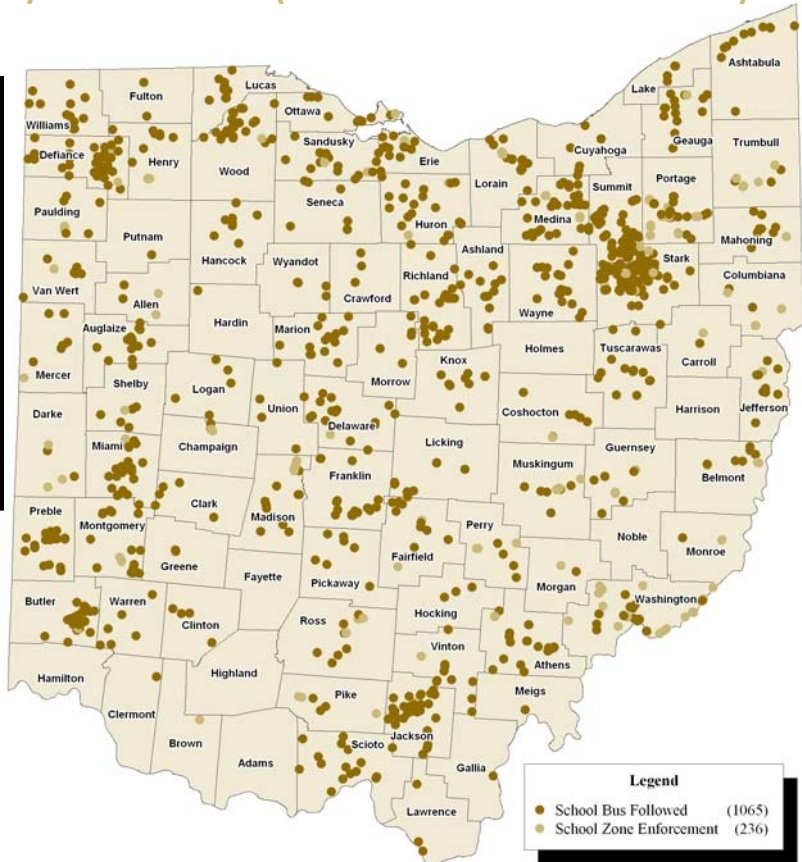 Ashtabula
Lake
Lucas
Fulton
Ottawa
Williams
Geauga
Trumbull
Cuyahoga
Sandusky
Defiance
Henry
Erie
Wood
Lorain
Summit
Portage
Seneca
Paulding
Medina
Huron
Putnam
Mahoning
Ashland
Stark
Hancock
Wyandot
Richland
Columbiana
Van Wert
Crawford
Allen
Wayne
Hardin
Auglaize
Marion
Holmes
Tuscarawas
Knox
Carroll
Mercer
Morrow
Shelby
Logan
Union
Coshocton
Harrison
Jefferson
Darke
Delaware
Licking
Miami
Champaign
Guernsey
Muskingum
Franklin
Belmont
Clark
Preble
Madison
Montgomery
Perry
Noble
Monroe
Fairfield
Greene
Fayette
Pickaway
Morgan
Butler
Warren
Washington
Hocking
Ross
Clinton
Vinton
Athens
Highland
Hamilton
Meigs
Pike
Clermont
Jackson
Brown
Scioto
Adams
Gallia
Lawrence
Legend
School Bus Followed (1065)
School Zone Enforcement (236)